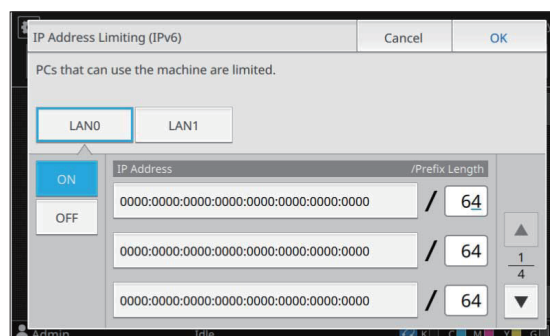 IP Address Limiting (IPv6)
Cancel
OK
PCs that can use the machine are limited.
LAN0
LAN1
ON
OFF
IP Address /Prefix Length
0000:0000:0000:0000:0000:0000:0000:0000 / 64
0000:0000:0000:0000:0000:0000:0000:0000 / 64
0000:0000:0000:0000:0000:0000:0000:0000 / 64
1
4
Admin Idle K C M Y G